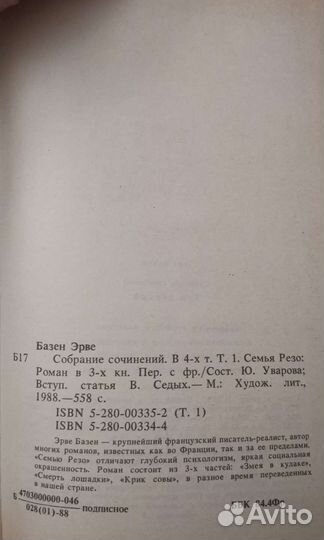 Базен Эрве
Б17 Собрание сочинений. В 4-х т. Т. 1. Семья Резо:
Роман в 3-х кн. Пер. с фр./Сост. Ю. Уварова;
Вступ. статья В. Седых.— М.: Худож. лит.,
1988.—558 с.
ISBN 5-280-00335-2 (Т. 1)
ISBN 5-280-00334-4
Эрве Базен — крупнейший французский писатель-реалист, автор
многих романов, известных как во Франции, так и за ее пределами.
«Семью Резо» отличают глубокий психологизм, яркая социальная
окрашенность. Роман состоит из 3-х частей: «Змея в кулаке»,
«Смерть лошадки», «Крик совы», в разное время переведенных
в нашей стране.
Б 4703000000-046 подписное
028(01)-88
84.4Фр
Avito